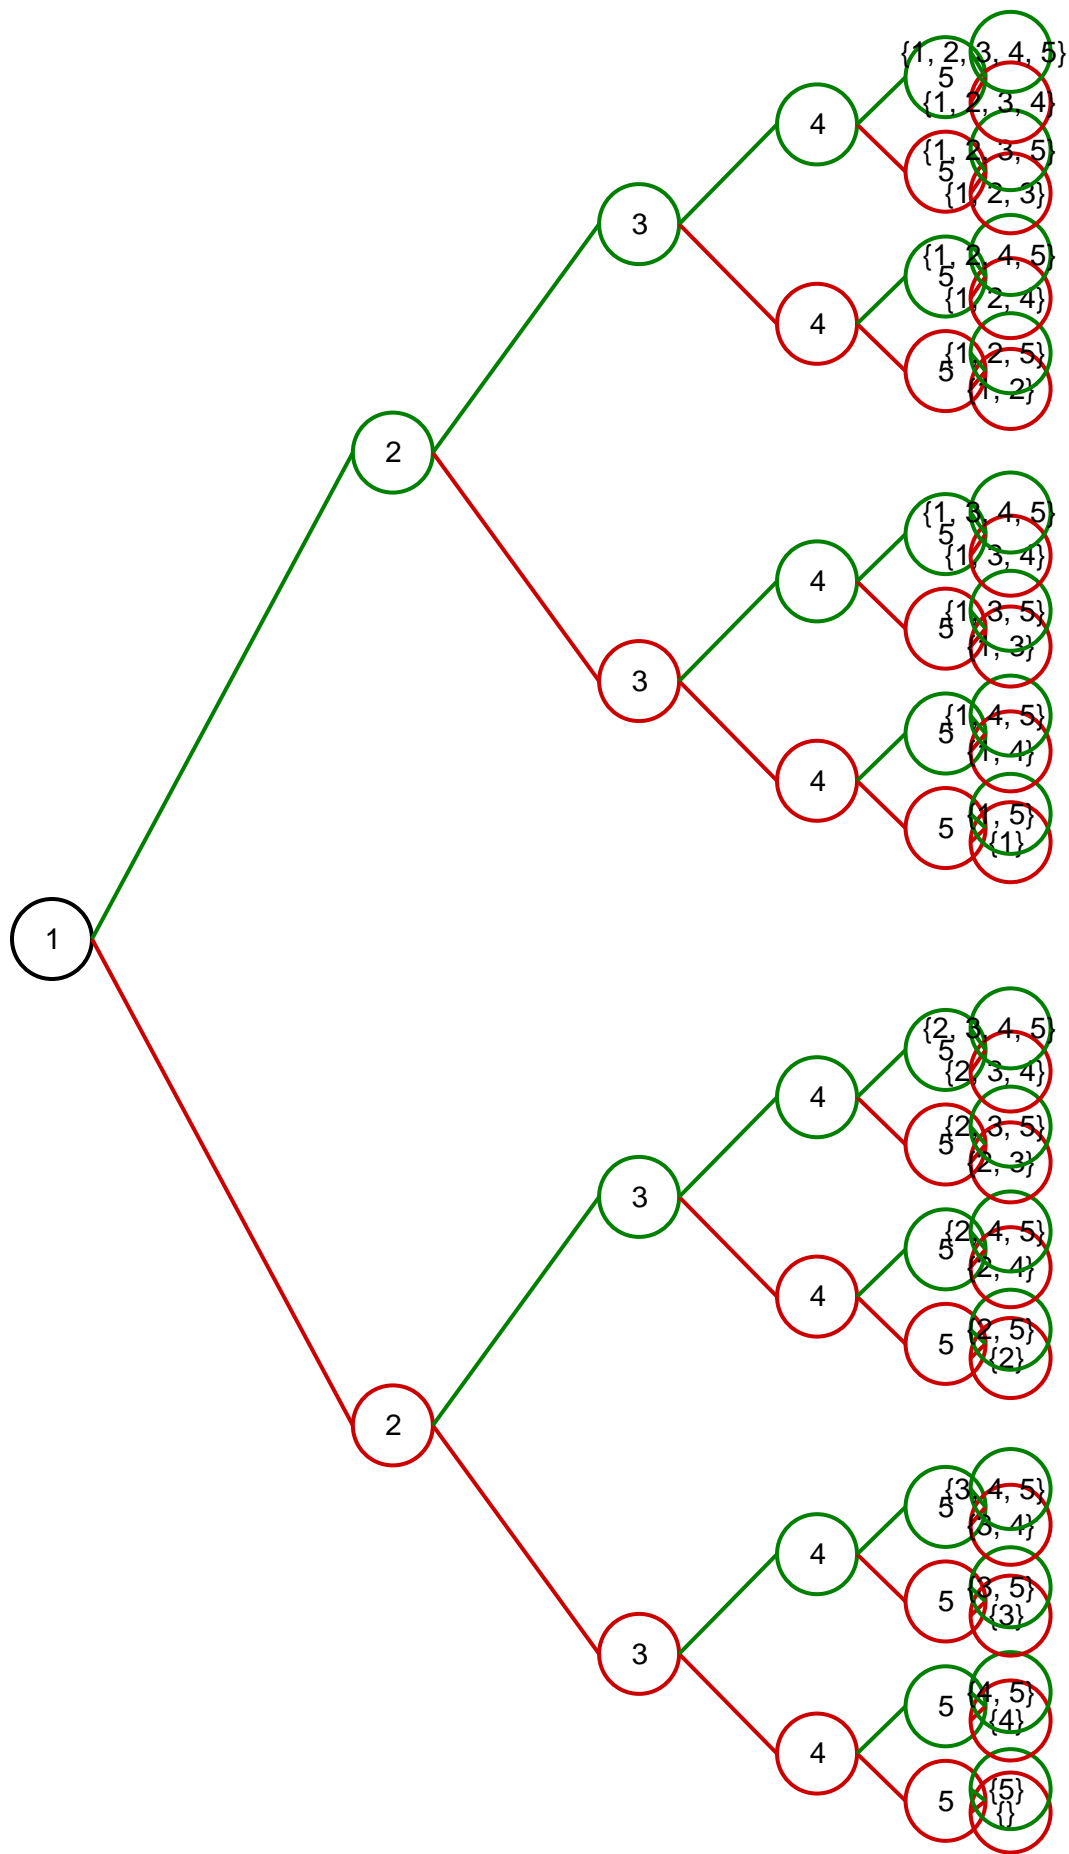 {1, 2, 3, 4, 5}
5
{1, 2, 3, 4}
4
{1, 2, 3, 5}
5
{1, 2, 3}
3
{1, 2, 4, 5}
5
{1, 2, 4}
4
{1, 2, 5}
5
{1, 2}
2
{1, 3, 4, 5}
5
{1, 3, 4}
4
{1, 3, 5}
5
{1, 3}
3
{1, 4, 5}
5
{1, 4}
4
{1, 5}
5
{1}
1
{2, 3, 4, 5}
5
{2, 3, 4}
4
{2, 3, 5}
5
{2, 3}
3
{2, 4, 5}
5
{2, 4}
4
{2, 5}
5
{2}
2
{3, 4, 5}
5
{3, 4}
4
{3, 5}
5
{3}
3
{4, 5}
5
{4}
4
{5}
5
{}